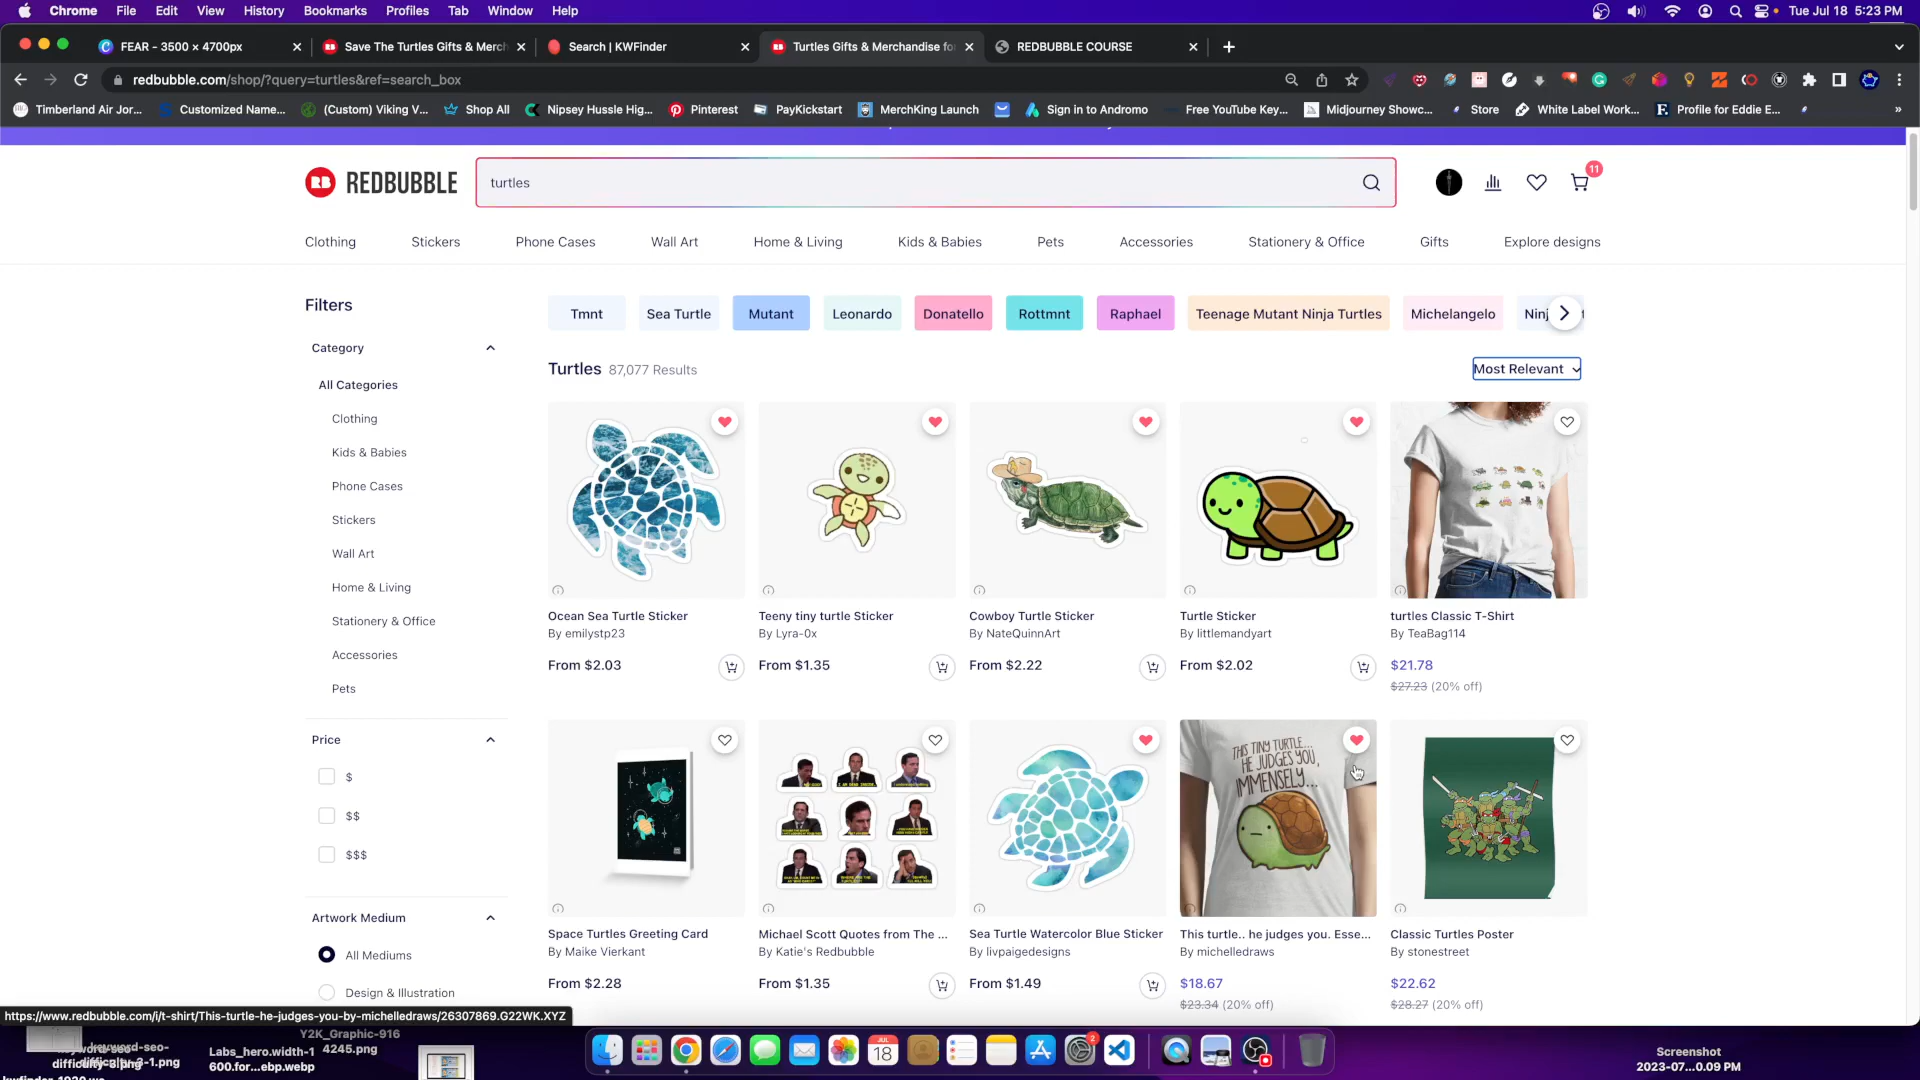 Chrome File Edit View History Bookmarks Profiles Tab Window Help Tue Jul 18 5:23 PM
FEAR - 3500 × 4700px Save The Turtles Gifts & Merch Search | KWFinder Turtles Gifts & Merchandise fo REDBUBBLE COURSE
redbubble.com/shop/?query=turtles&ref=search_box
Timberland Air Jor... Customized Name... (Custom) Viking V... Shop All Nipsey Hussle Hig... Pinterest PayKickstart MerchKing Launch Sign in to Andromo Free YouTube Key... Midjourney Showc... Store White Label Work... Profile for Eddie E... »
RB REDBUBBLE turtles 11
Clothing Stickers Phone Cases Wall Art Home & Living Kids & Babies Pets Accessories Stationery & Office Gifts Explore designs
Filters
Category
All Categories
Clothing
Kids & Babies
Phone Cases
Stickers
Wall Art
Home & Living
Stationery & Office
Accessories
Pets
Price
$
$$
$$$
Artwork Medium
All Mediums
Design & Illustration
Tmnt Sea Turtle Mutant Leonardo Donatello Rottmnt Raphael Teenage Mutant Ninja Turtles Michelangelo
Turtles 87,077 Results Most Relevant
Ocean Sea Turtle Sticker
By emilystp23
From $2.03
Teeny tiny turtle Sticker
By Lyra-0x
From $1.35
Cowboy Turtle Sticker
By NateQuinnArt
From $2.22
Turtle Sticker
By littlemandyart
From $2.02
turtles Classic T-Shirt
By TeaBag114
$21.78
$27.23 (20% off)
Space Turtles Greeting Card
By Maike Vierkant
From $2.28
Michael Scott Quotes from The ...
By Katie's Redbubble
From $1.35
Sea Turtle Watercolor Blue Sticker
By livpaigedesigns
From $1.49
THIS TINY TURTLE...
HE JUDGES YOU,
IMMENSELY...
This turtle.. he judges you. Esse...
By michelledraws
$18.67
$23.34 (20% off)
Classic Turtles Poster
By stonestreet
$22.62
$28.27 (20% off)
https://www.redbubble.com/i/t-shirt/This-turtle-he-judges-you-by-michelledraws/26307869.G22WK.XYZ
Y2K_Graphic-916
4245.png
Labs_hero.width-1
600.for...ebp.webp
JUL
18
2
Screenshot
2023-07...0.09 PM